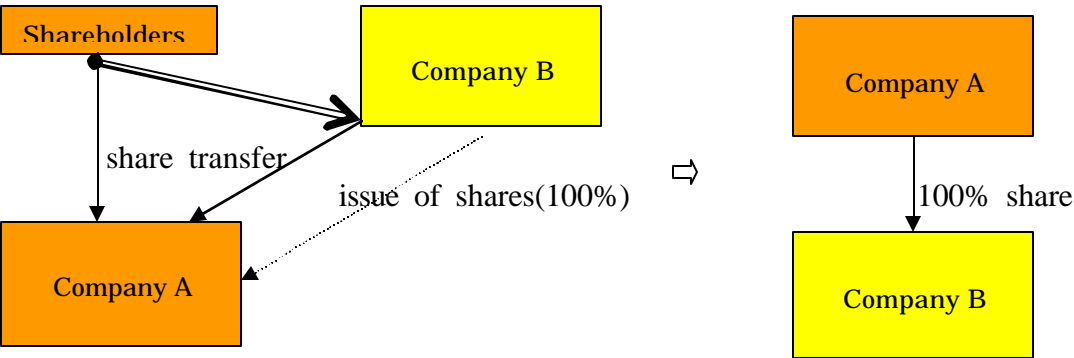 Shareholders
Company B
share transfer
issue of shares(100%)
Company A
Company A
100% share
Company B